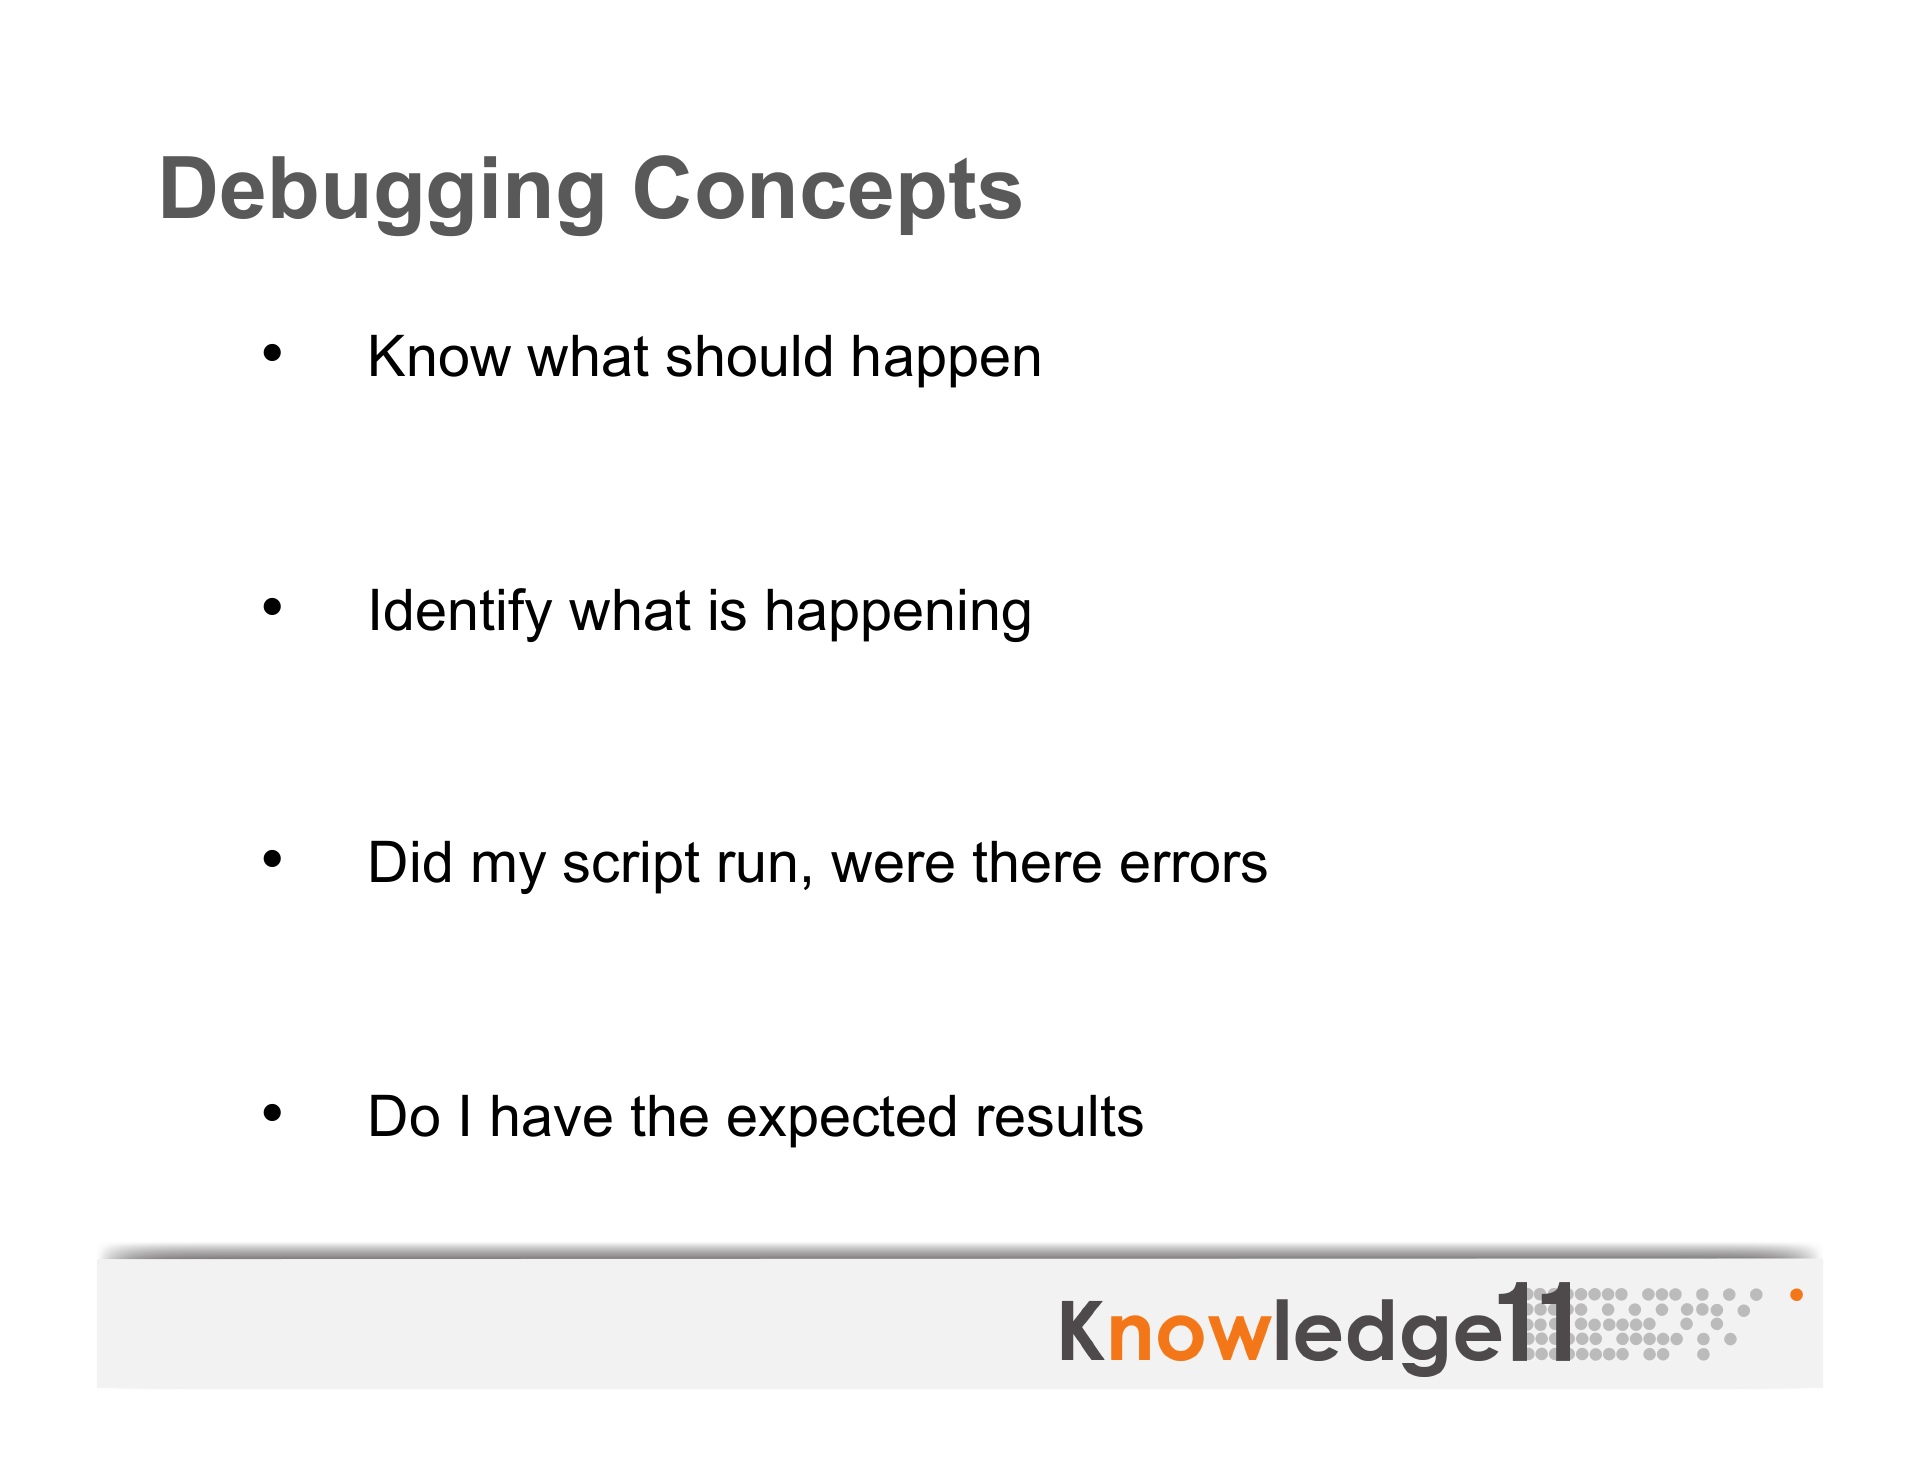 Debugging Concepts
• Know what should happen
• Identify what is happening
• Did my script run, were there errors
• Do I have the expected results
Knowledge11